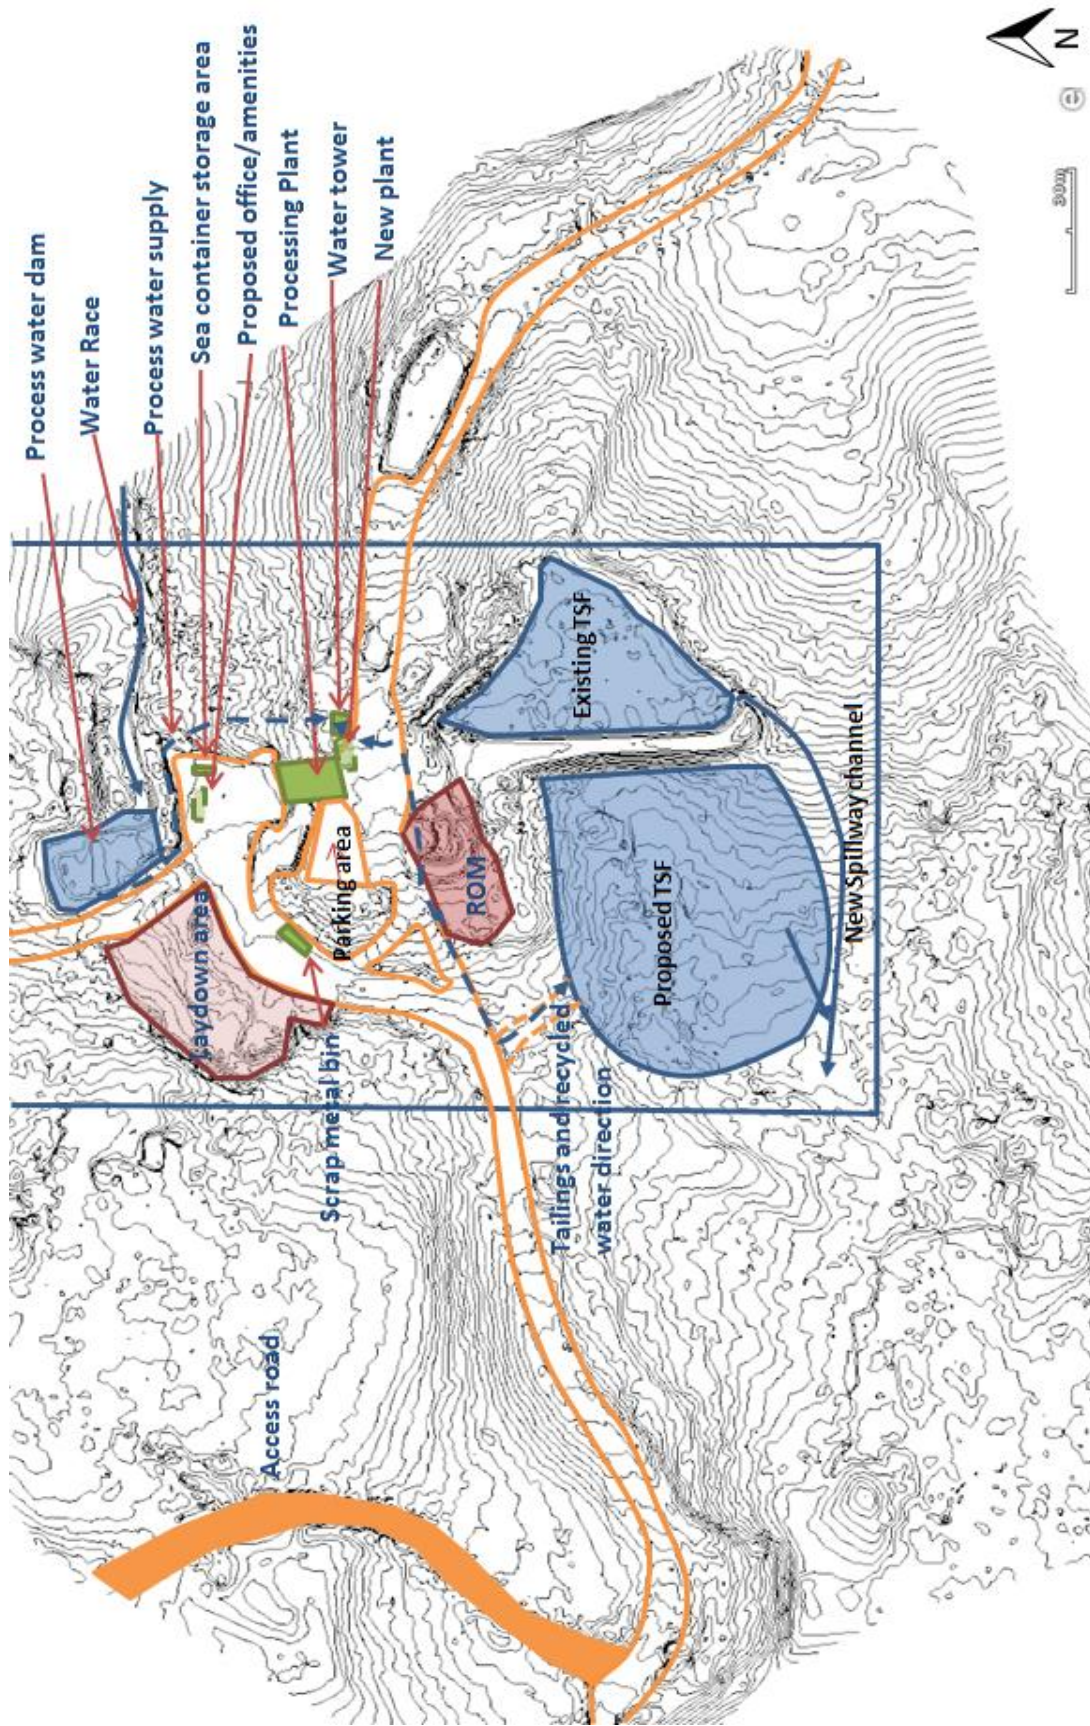 Process water dam
Water Race
Process water supply
Sea container storage area
Proposed office/amenities
Processing Plant
Water tower
New plant
Laydown area
Parking area
Scrap metal bin
ROM
Existing TSF
Proposed TSF
New Spillway channel
Tailings and recycled
water direction
Access road
30m
e
N